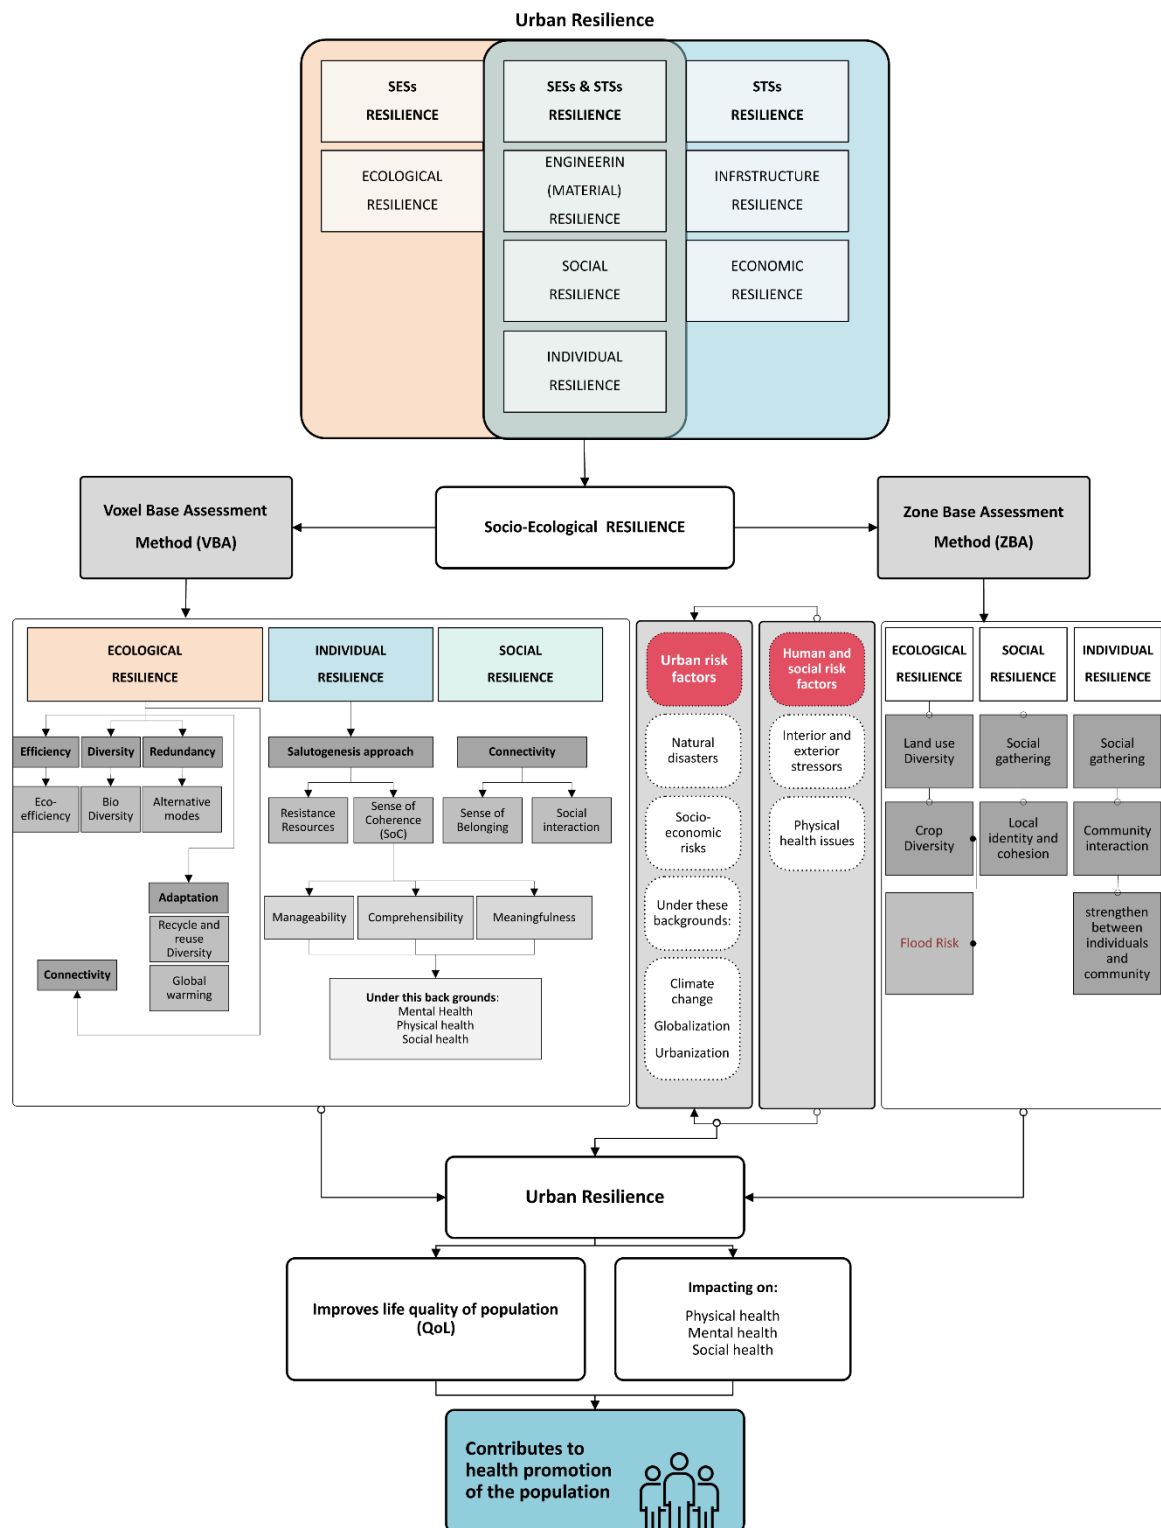 Urban Resilience
SESs
RESILIENCE
SESs & STSs
RESILIENCE
STSs
RESILIENCE
ECOLOGICAL
RESILIENCE
ENGINEERIN
(MATERIAL)
RESILIENCE
INFRSTRUCTURE
RESILIENCE
SOCIAL
RESILIENCE
ECONOMIC
RESILIENCE
INDIVIDUAL
RESILIENCE
Voxel Base Assessment
Method (VBA)
Socio-Ecological RESILIENCE
Zone Base Assessment
Method (ZBA)
ECOLOGICAL
RESILIENCE
INDIVIDUAL
RESILIENCE
SOCIAL
RESILIENCE
Efficiency
Diversity
Redundancy
Eco-
efficiency
Bio
Diversity
Alternative
modes
Adaptation
Recycle and
reuse
Diversity
Global
warming
Connectivity
Salutogenesis approach
Resistance
Resources
Sense of
Coherence
(SoC)
Manageability
Comprehensibility
Meaningfulness
Under this back grounds:
Mental Health
Physical health
Social health
Connectivity
Sense of
Belonging
Social
interaction
Urban risk
factors
Natural
disasters
Socio-
economic
risks
Under these
backgrounds:
Climate
change
Globalization
Urbanization
Human and
social risk
factors
Interior and
exterior
stressors
Physical
health issues
ECOLOGICAL
RESILIENCE
SOCIAL
RESILIENCE
INDIVIDUAL
RESILIENCE
Land use
Diversity
Social
gathering
Social
gathering
Crop
Diversity
Local
identity and
cohesion
Community
interaction
Flood Risk
strengthen
between
individuals
and
community
Urban Resilience
Improves life quality of population
(QoL)
Impacting on:
Physical health
Mental health
Social health
Contributes to
health promotion
of the population